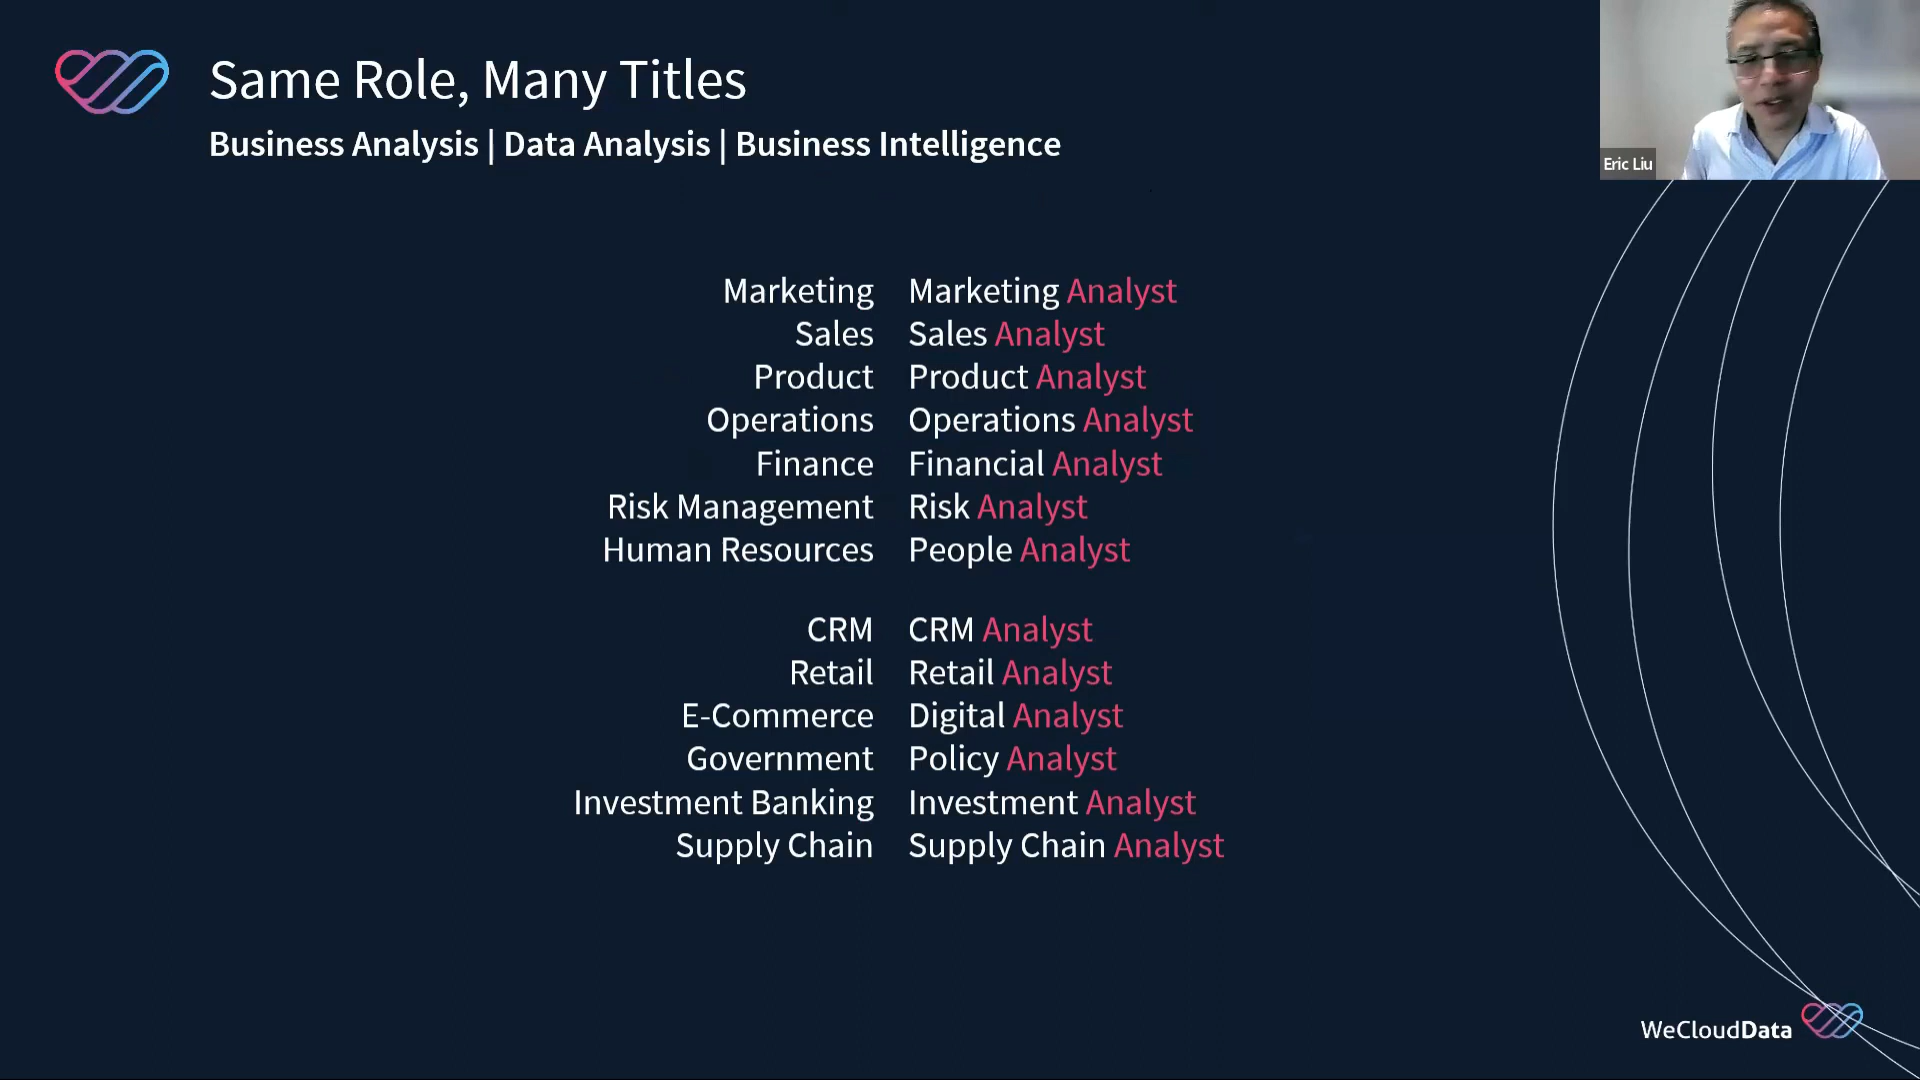 Same Role, Many Titles
Business Analysis | Data Analysis | Business Intelligence
Eric Liu
Marketing Marketing Analyst
Sales Sales Analyst
Product Product Analyst
Operations Operations Analyst
Finance Financial Analyst
Risk Management Risk Analyst
Human Resources People Analyst
CRM CRM Analyst
Retail Retail Analyst
E-Commerce Digital Analyst
Government Policy Analyst
Investment Banking Investment Analyst
Supply Chain Supply Chain Analyst
WeCloudData